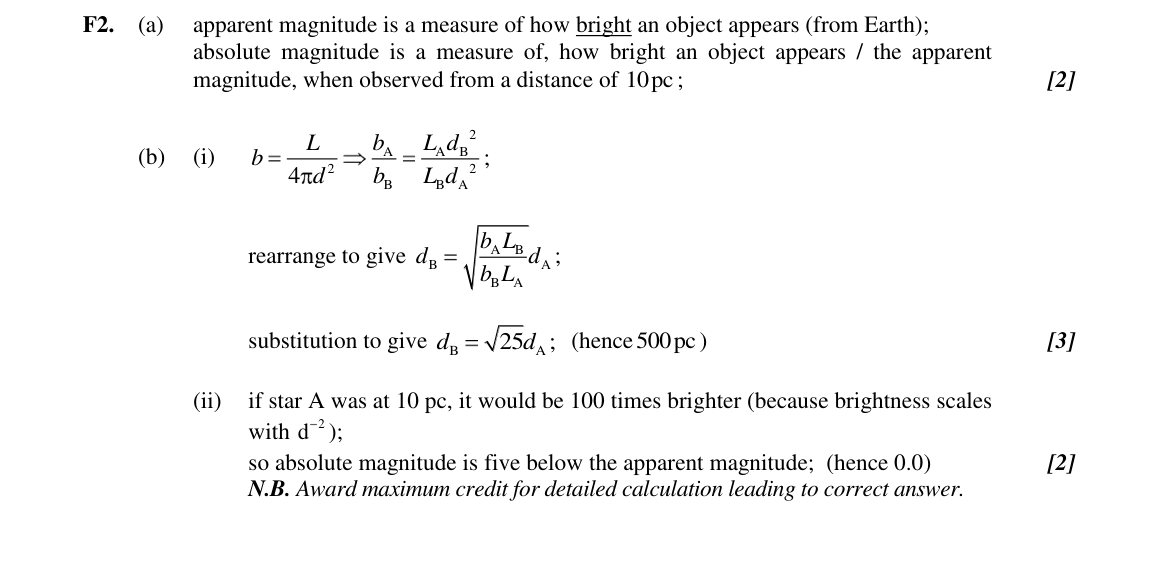 F2. (a) apparent magnitude is a measure of how bright an object appears (from Earth);
absolute magnitude is a measure of, how bright an object appears / the apparent
magnitude, when observed from a distance of 10 pc ; [2]
(b) (i) b = L / 4πd² ⇒ b_A / b_B = L_A d_B² / L_B d_A² ;
rearrange to give d_B = √(b_A L_B / b_B L_A) d_A ;
substitution to give d_B = √25 d_A ; (hence 500 pc ) [3]
(ii) if star A was at 10 pc, it would be 100 times brighter (because brightness scales
with d⁻² );
so absolute magnitude is five below the apparent magnitude; (hence 0.0) [2]
N.B. Award maximum credit for detailed calculation leading to correct answer.